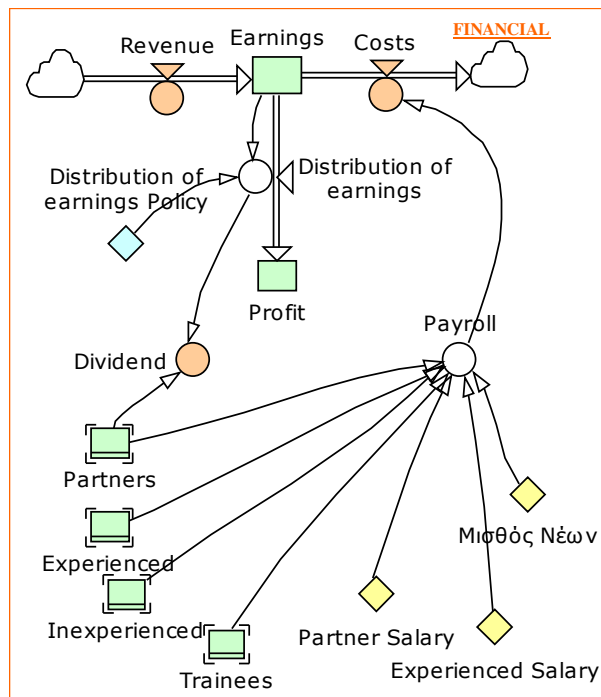 FINANCIAL
Revenue
Earnings
Costs
Distribution of
earnings Policy
Distribution of
earnings
Profit
Payroll
Dividend
Partners
Experienced
Μισθός Νέων
Inexperienced
Partner Salary
Trainees
Experienced Salary